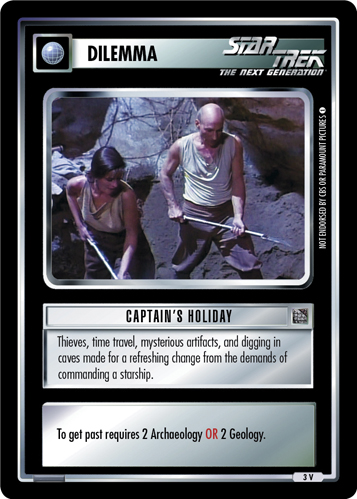 DILEMMA
STAR TREK
THE NEXT GENERATION
NOT ENDORSED BY CBS OR PARAMOUNT PICTURES
CAPTAIN'S HOLIDAY
Thieves, time travel, mysterious artifacts, and digging in
caves made for a refreshing change from the demands of
commanding a starship.
To get past requires 2 Archaeology OR 2 Geology.
3 V